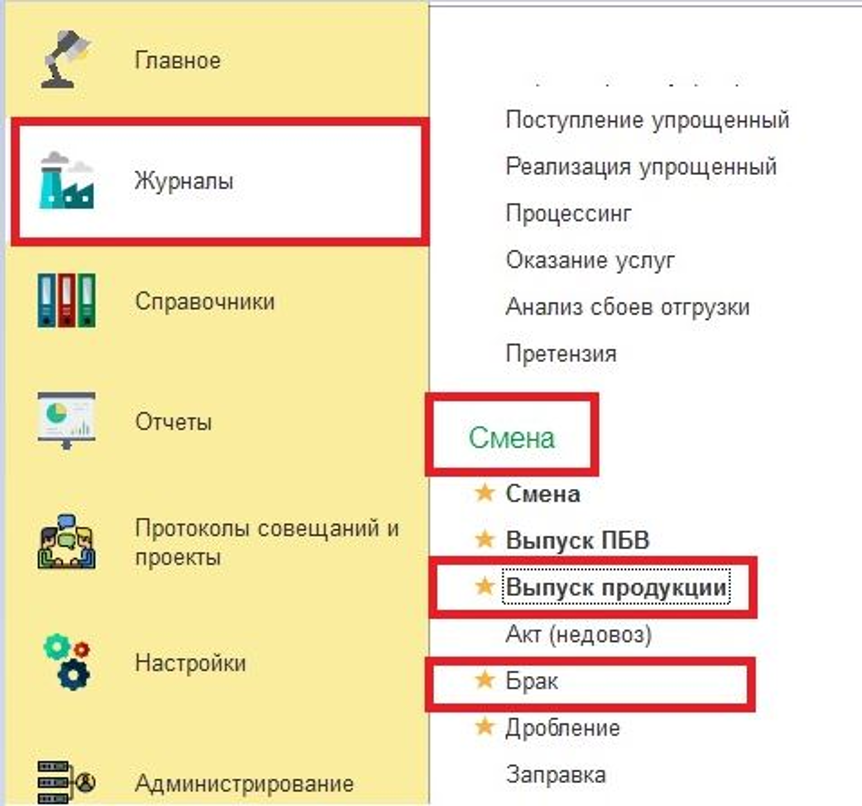 Главное
Журналы
Справочники
Отчеты
Протоколы совещаний и
проекты
Настройки
Администрирование
Поступление упрощенный
Реализация упрощенный
Процессинг
Оказание услуг
Анализ сбоев отгрузки
Претензия
Смена
Смена
Выпуск ПБВ
Выпуск продукции
Акт (недовоз)
Брак
Дробление
Заправка